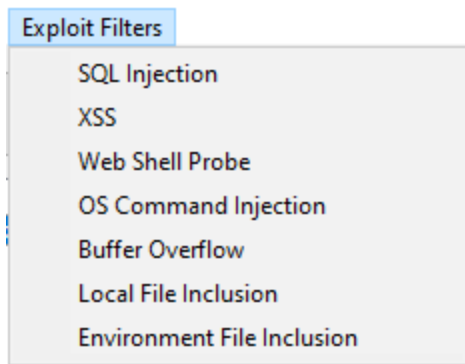 Exploit Filters
SQL Injection
XSS
Web Shell Probe
OS Command Injection
Buffer Overflow
Local File Inclusion
Environment File Inclusion